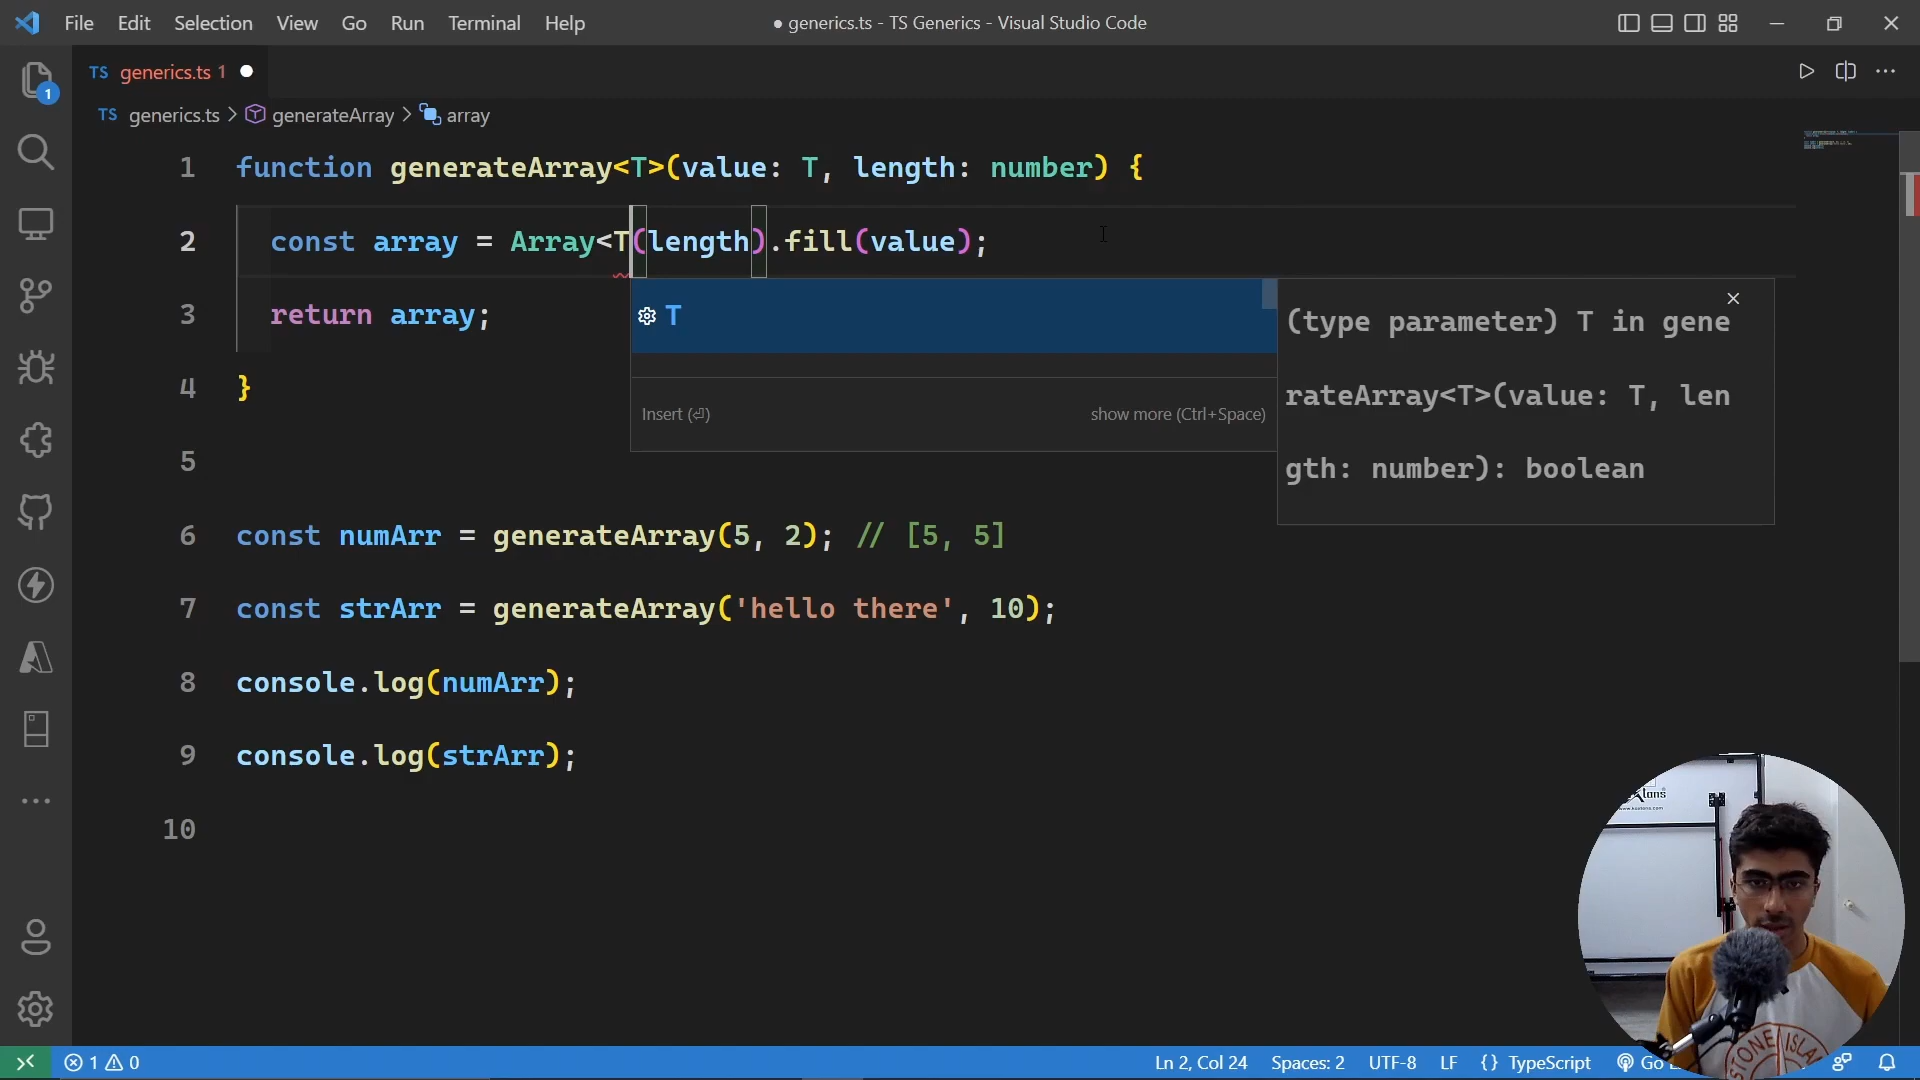 File Edit Selection View Go Run Terminal Help
● generics.ts - TS Generics - Visual Studio Code
TS generics.ts 1 ●
TS generics.ts > generateArray > array
1 function generateArray<T>(value: T, length: number) {
2 const array = Array<T(length).fill(value);
3 return array;
4 }
5
6 const numArr = generateArray(5, 2); // [5, 5]
7 const strArr = generateArray('hello there', 10);
8 console.log(numArr);
9 console.log(strArr);
10
T
Insert (⏎) show more (Ctrl+Space)
(type parameter) T in gene
rateArray<T>(value: T, len
gth: number): boolean
1
1 0
Ln 2, Col 24 Spaces: 2 UTF-8 LF {} TypeScript Go
STONE ISLA